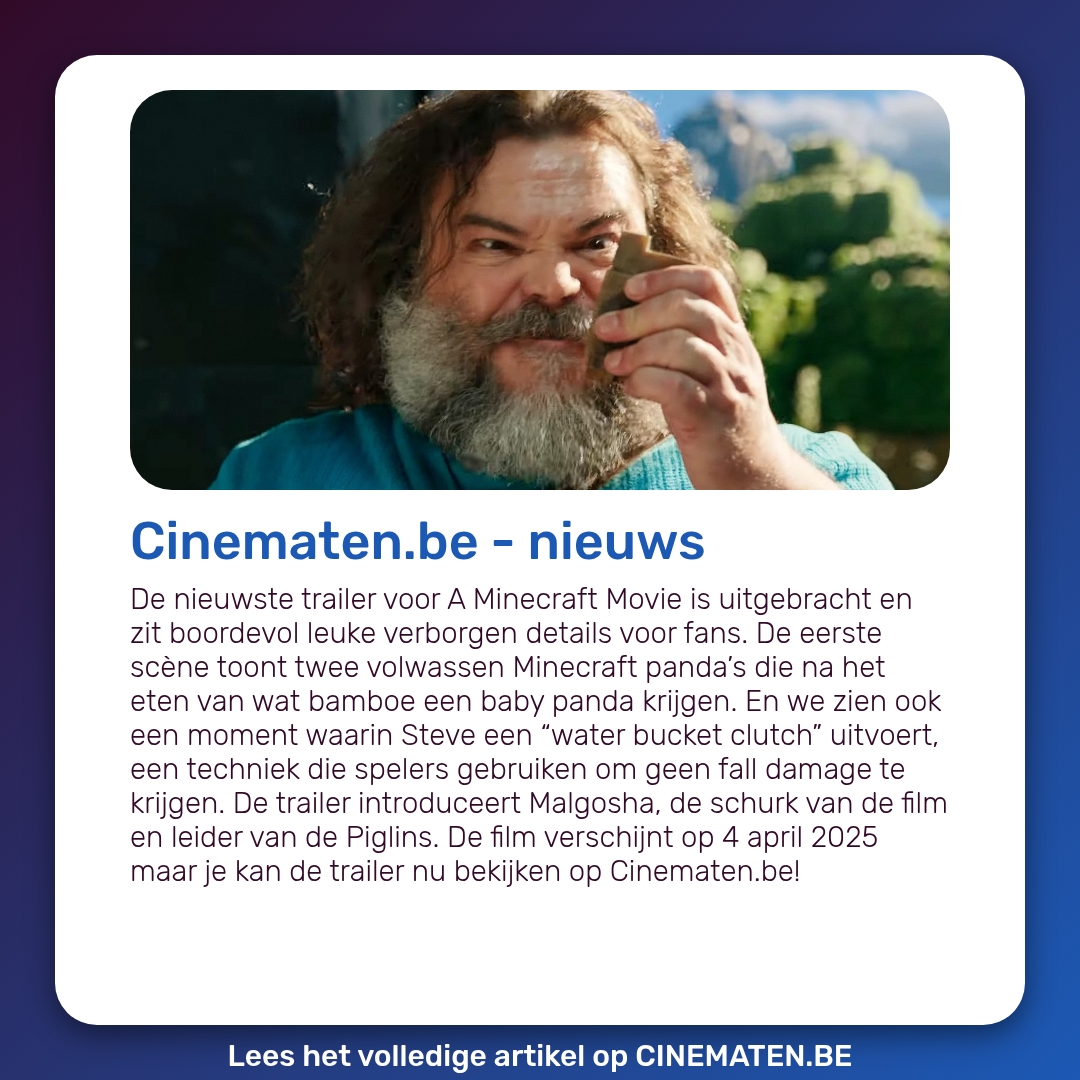 Cinematen.be - nieuws
De nieuwste trailer voor A Minecraft Movie is uitgebracht en
zit boordevol leuke verborgen details voor fans. De eerste
scène toont twee volwassen Minecraft panda’s die na het
eten van wat bamboe een baby panda krijgen. En we zien ook
een moment waarin Steve een “water bucket clutch” uitvoert,
een techniek die spelers gebruiken om geen fall damage te
krijgen. De trailer introduceert Malgosha, de schurk van de film
en leider van de Piglins. De film verschijnt op 4 april 2025
maar je kan de trailer nu bekijken op Cinematen.be!
Lees het volledige artikel op CINEMATEN.BE